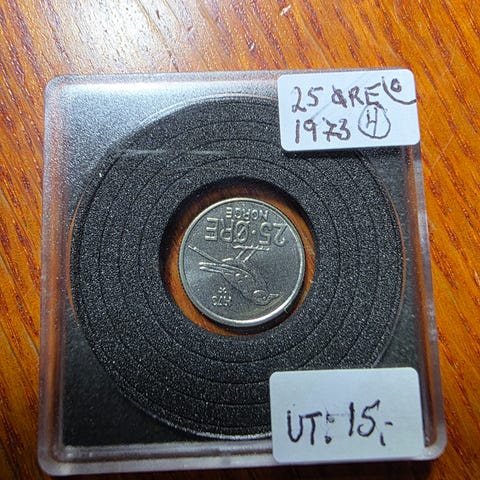 25 ØRE
1973 H
25·ØRE
NORGE
1973
UT: 15,-